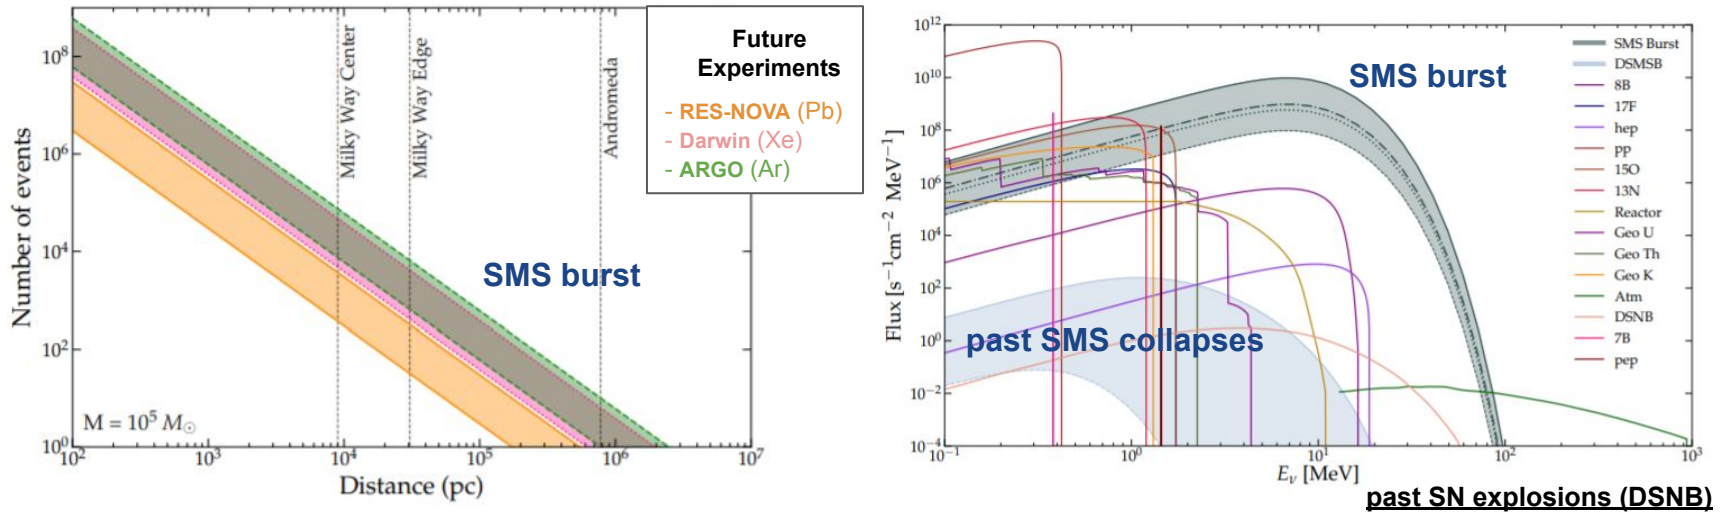 10⁸
10⁶
10⁴
10²
10⁰
Number of events
10²
10³
10⁴
10⁵
10⁶
10⁷
Distance (pc)
M = 10⁵ M☉
Milky Way Center
Milky Way Edge
Andromeda
SMS burst
Future
Experiments
- RES-NOVA (Pb)
- Darwin (Xe)
- ARGO (Ar)
10¹²
10¹⁰
10⁸
10⁶
10⁴
10²
10⁰
10⁻²
10⁻⁴
Flux [s⁻¹cm⁻² MeV⁻¹]
10⁻¹
10⁰
10¹
10²
10³
Eν [MeV]
SMS burst
past SMS collapses
SMS Burst
DSMSB
8B
17F
hep
pp
15O
13N
Reactor
Geo U
Geo Th
Geo K
Atm
DSNB
7B
pep
past SN explosions (DSNB)